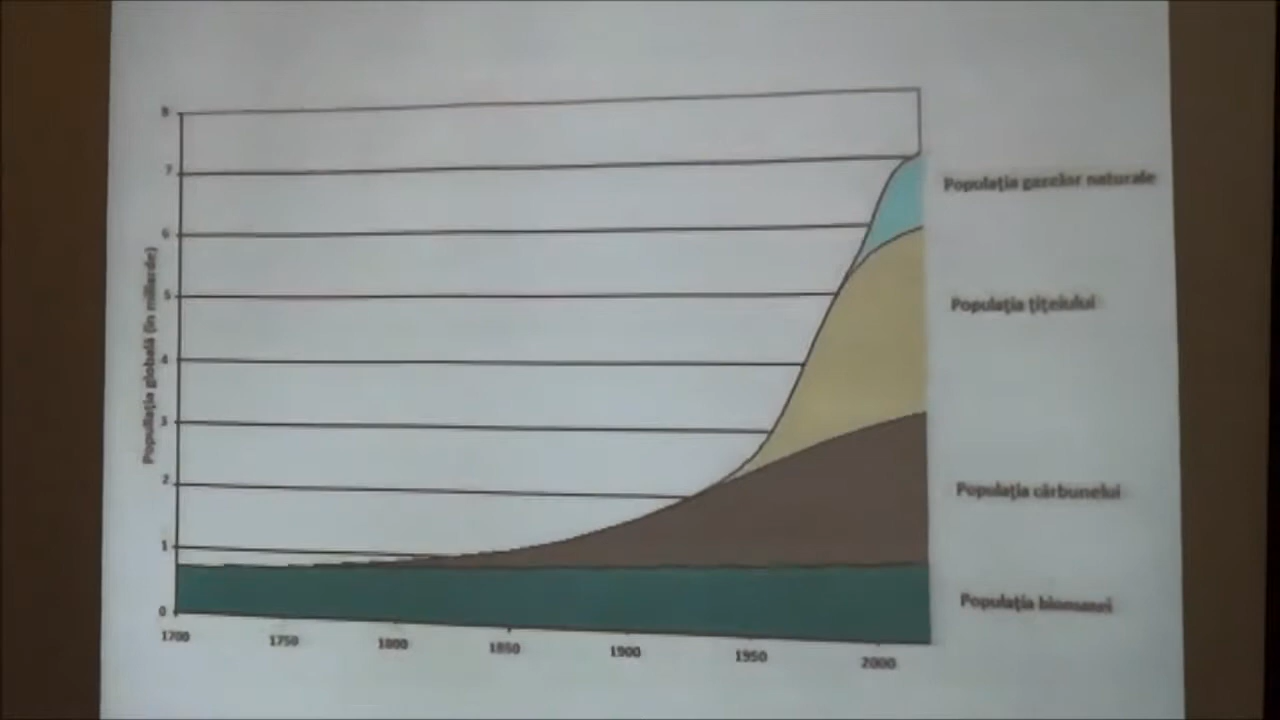 Populația globală (în miliarde)
8
7
6
5
4
3
2
1
0
1700 1750 1800 1850 1900 1950 2000
Populația gazelor naturale
Populația țițeiului
Populația cărbunelui
Populația biomasei